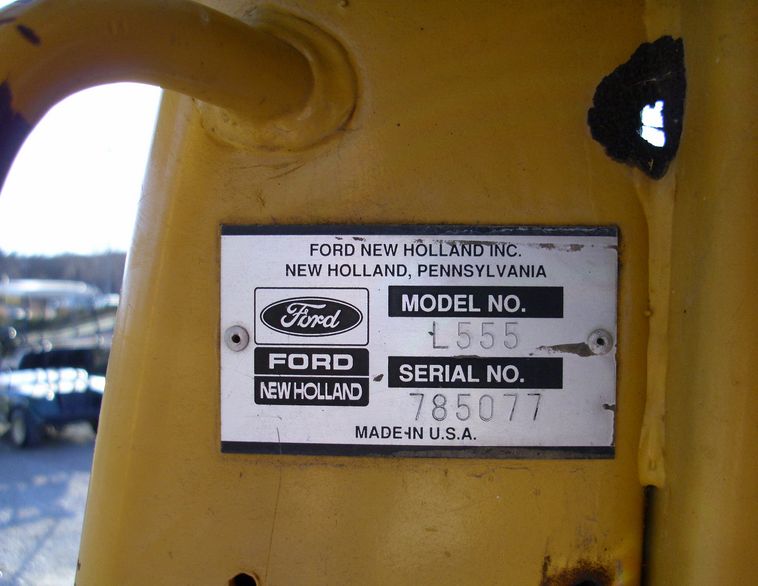 FORD NEW HOLLAND INC.
NEW HOLLAND, PENNSYLVANIA
Ford
FORD
NEW HOLLAND
MODEL NO.
L555
SERIAL NO.
785077
MADE IN U.S.A.